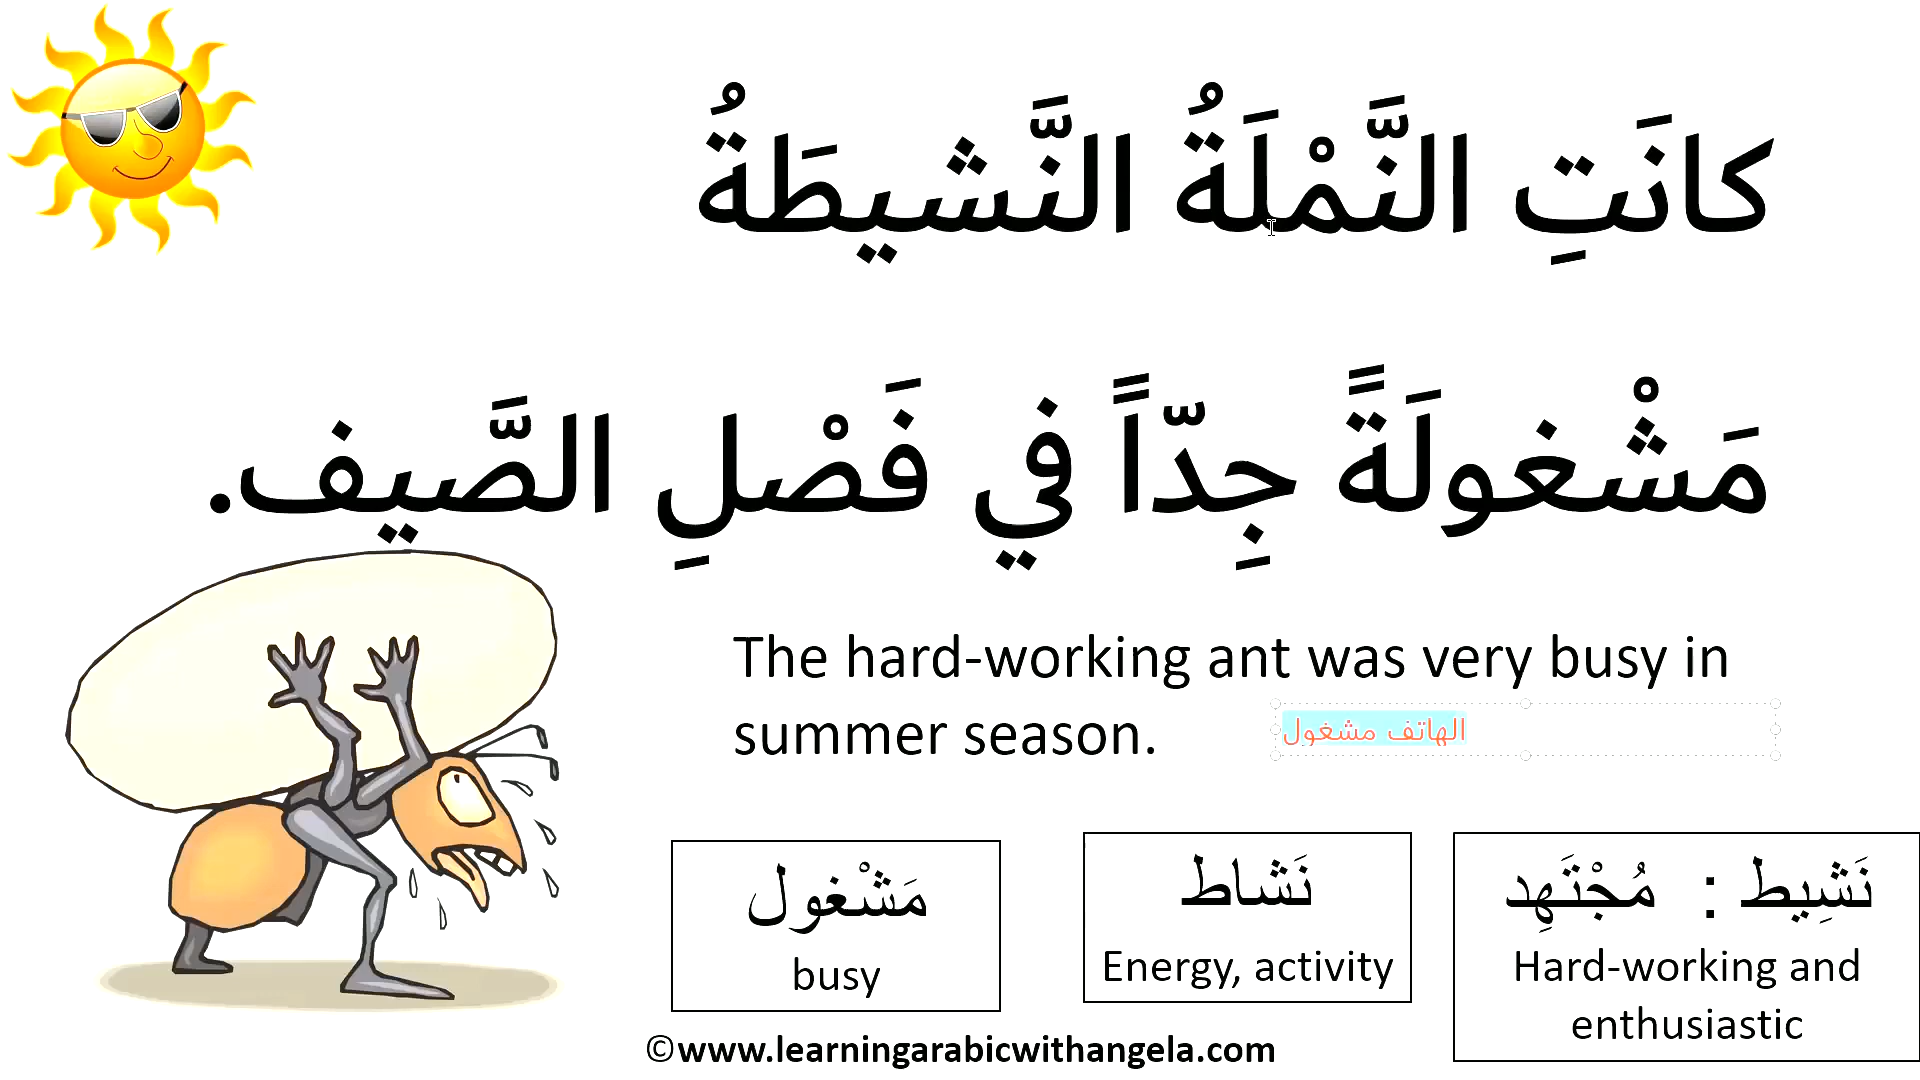 كانَتِ النَّمْلَةُ النَّشيطَةُ
مَشْغولَةً جِدّاً في فَصْلِ الصَّيف.
The hard-working ant was very busy in
summer season.
الهاتف مشغول
مَشْغول
busy
نَشاط
Energy, activity
نَشِيط : مُجْتَهِد
Hard-working and
enthusiastic
©www.learningarabicwithangela.com